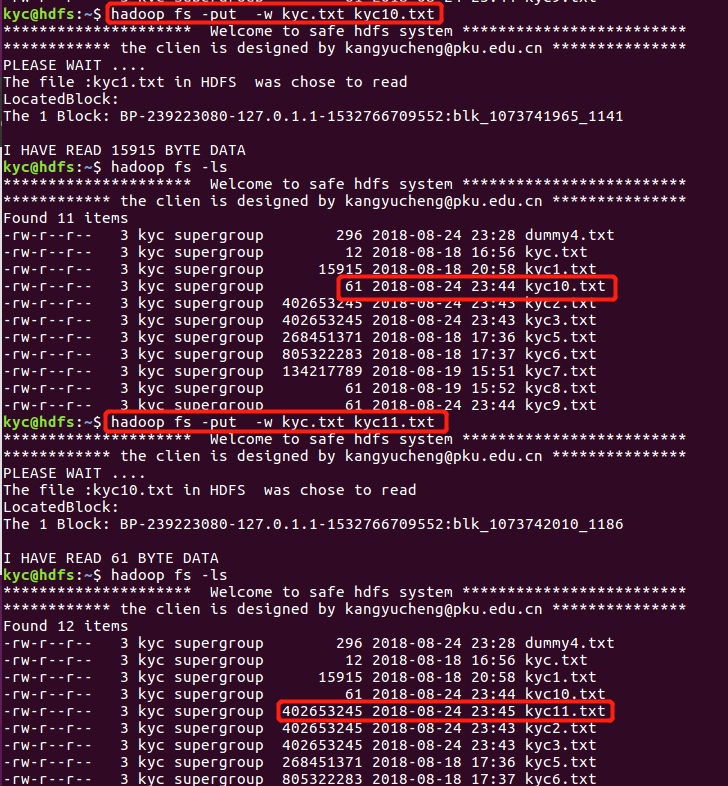 kyc@hdfs:~$ hadoop fs -put  -w kyc.txt kyc10.txt
********************  Welcome to safe hdfs system *************************
************ the clien is designed by kangyucheng@pku.edu.cn ***************
PLEASE WAIT ....
The file :kyc1.txt in HDFS  was chose to read
LocatedBlock:
The 1 Block: BP-239223080-127.0.1.1-1532766709552:blk_1073741965_1141
I HAVE READ 15915 BYTE DATA
kyc@hdfs:~$ hadoop fs -ls
********************  Welcome to safe hdfs system *************************
************ the clien is designed by kangyucheng@pku.edu.cn ***************
Found 11 items
-rw-r--r--   3 kyc supergroup        296 2018-08-24 23:28 dummy4.txt
-rw-r--r--   3 kyc supergroup         12 2018-08-18 16:56 kyc.txt
-rw-r--r--   3 kyc supergroup      15915 2018-08-18 20:58 kyc1.txt
-rw-r--r--   3 kyc supergroup         61 2018-08-24 23:44 kyc10.txt
-rw-r--r--   3 kyc supergroup  402653245 2018-08-24 23:43 kyc2.txt
-rw-r--r--   3 kyc supergroup  402653245 2018-08-24 23:43 kyc3.txt
-rw-r--r--   3 kyc supergroup  268451371 2018-08-18 17:36 kyc5.txt
-rw-r--r--   3 kyc supergroup  805322283 2018-08-18 17:37 kyc6.txt
-rw-r--r--   3 kyc supergroup  134217789 2018-08-19 15:51 kyc7.txt
-rw-r--r--   3 kyc supergroup         61 2018-08-19 15:52 kyc8.txt
-rw-r--r--   3 kyc supergroup         61 2018-08-24 23:44 kyc9.txt
kyc@hdfs:~$ hadoop fs -put  -w kyc.txt kyc11.txt
********************  Welcome to safe hdfs system *************************
************ the clien is designed by kangyucheng@pku.edu.cn ***************
PLEASE WAIT ....
The file :kyc10.txt in HDFS  was chose to read
LocatedBlock:
The 1 Block: BP-239223080-127.0.1.1-1532766709552:blk_1073742010_1186
I HAVE READ 61 BYTE DATA
kyc@hdfs:~$ hadoop fs -ls
********************  Welcome to safe hdfs system *************************
************ the clien is designed by kangyucheng@pku.edu.cn ***************
Found 12 items
-rw-r--r--   3 kyc supergroup        296 2018-08-24 23:28 dummy4.txt
-rw-r--r--   3 kyc supergroup         12 2018-08-18 16:56 kyc.txt
-rw-r--r--   3 kyc supergroup      15915 2018-08-18 20:58 kyc1.txt
-rw-r--r--   3 kyc supergroup         61 2018-08-24 23:44 kyc10.txt
-rw-r--r--   3 kyc supergroup  402653245 2018-08-24 23:45 kyc11.txt
-rw-r--r--   3 kyc supergroup  402653245 2018-08-24 23:43 kyc2.txt
-rw-r--r--   3 kyc supergroup  402653245 2018-08-24 23:43 kyc3.txt
-rw-r--r--   3 kyc supergroup  268451371 2018-08-18 17:36 kyc5.txt
-rw-r--r--   3 kyc supergroup  805322283 2018-08-18 17:37 kyc6.txt